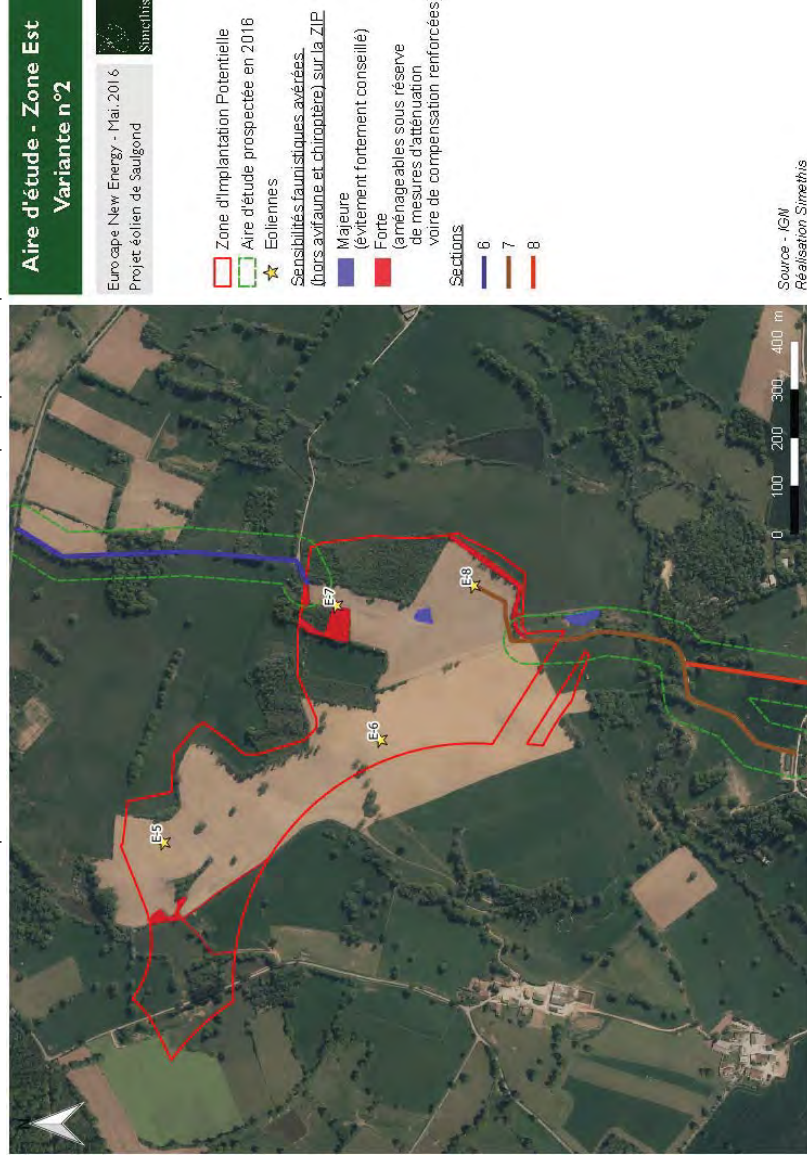 Aire d'étude - Zone Est
Variante n°2
Eurocape New Energy - Mai. 2016
Projet éolien de Saulgond
Simethis
Zone d'Implantation Potentielle
Aire d'étude prospectée en 2016
Eoliennes
Sensibilités faunistiques avérées
(hors avifaune et chiroptère) sur la ZIP
Majeure
(évitement fortement conseillé)
Forte
(aménageables sous réserve
de mesures d'atténuation
voire de compensation renforcées
Sections
6
7
8
Source - IGN
Réalisation Simethis
N
E-5
E-6
E-7
E-8
0 100 200 300 400 m